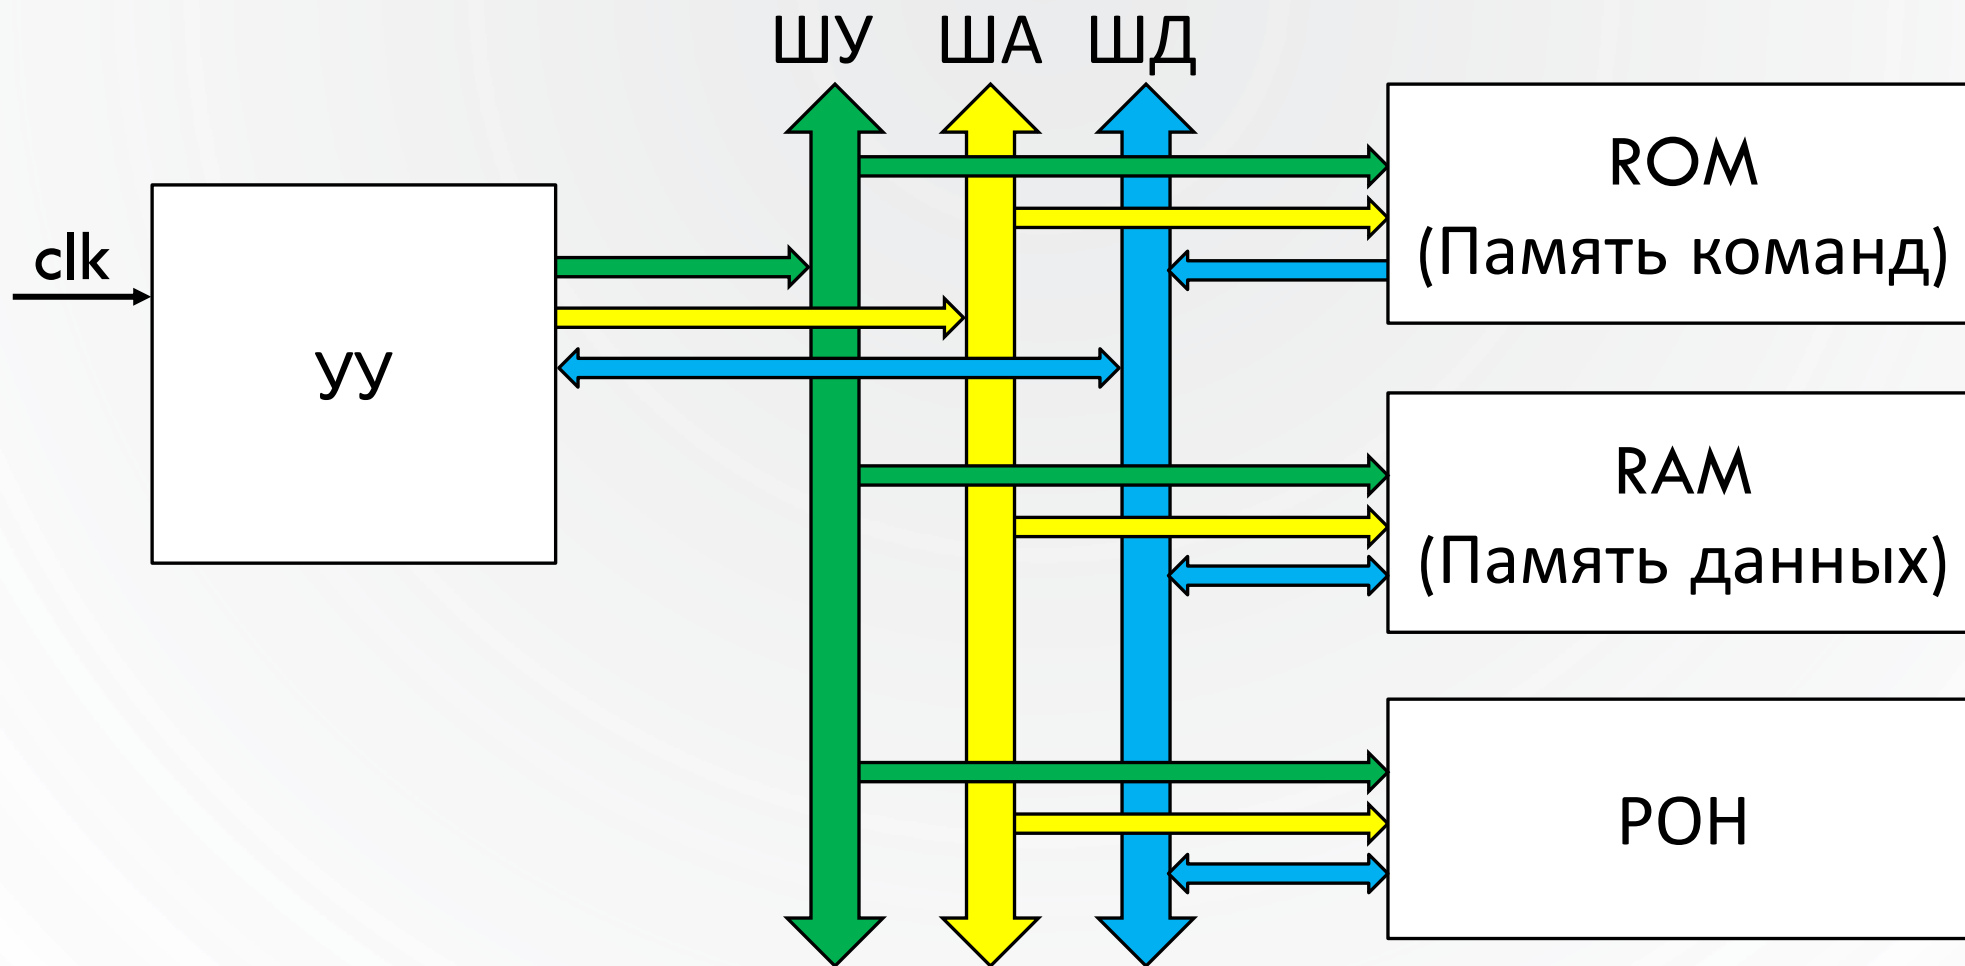 ШУ ША ШД
clk
УУ
ROM
(Память команд)
RAM
(Память данных)
РОН